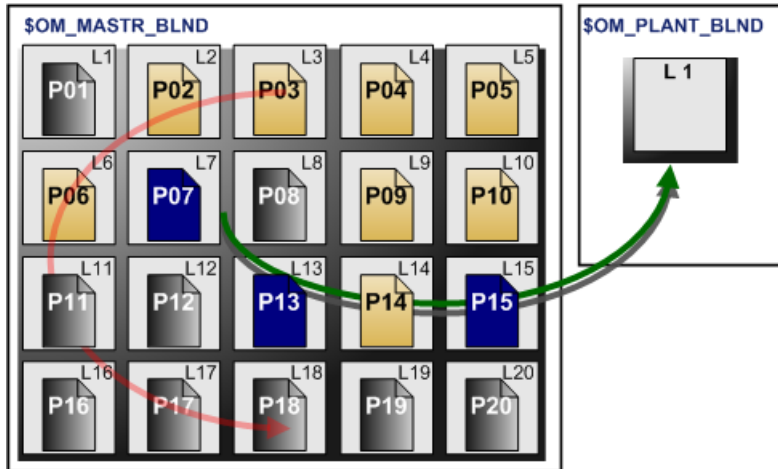 $OM_MASTR_BLND
$OM_PLANT_BLND
L1 L2 L3 L4 L5
P01 P02 P03 P04 P05
L 1
L6 L7 L8 L9 L10
P06 P07 P08 P09 P10
L11 L12 L13 L14 L15
P11 P12 P13 P14 P15
L16 L17 L18 L19 L20
P16 P17 P18 P19 P20